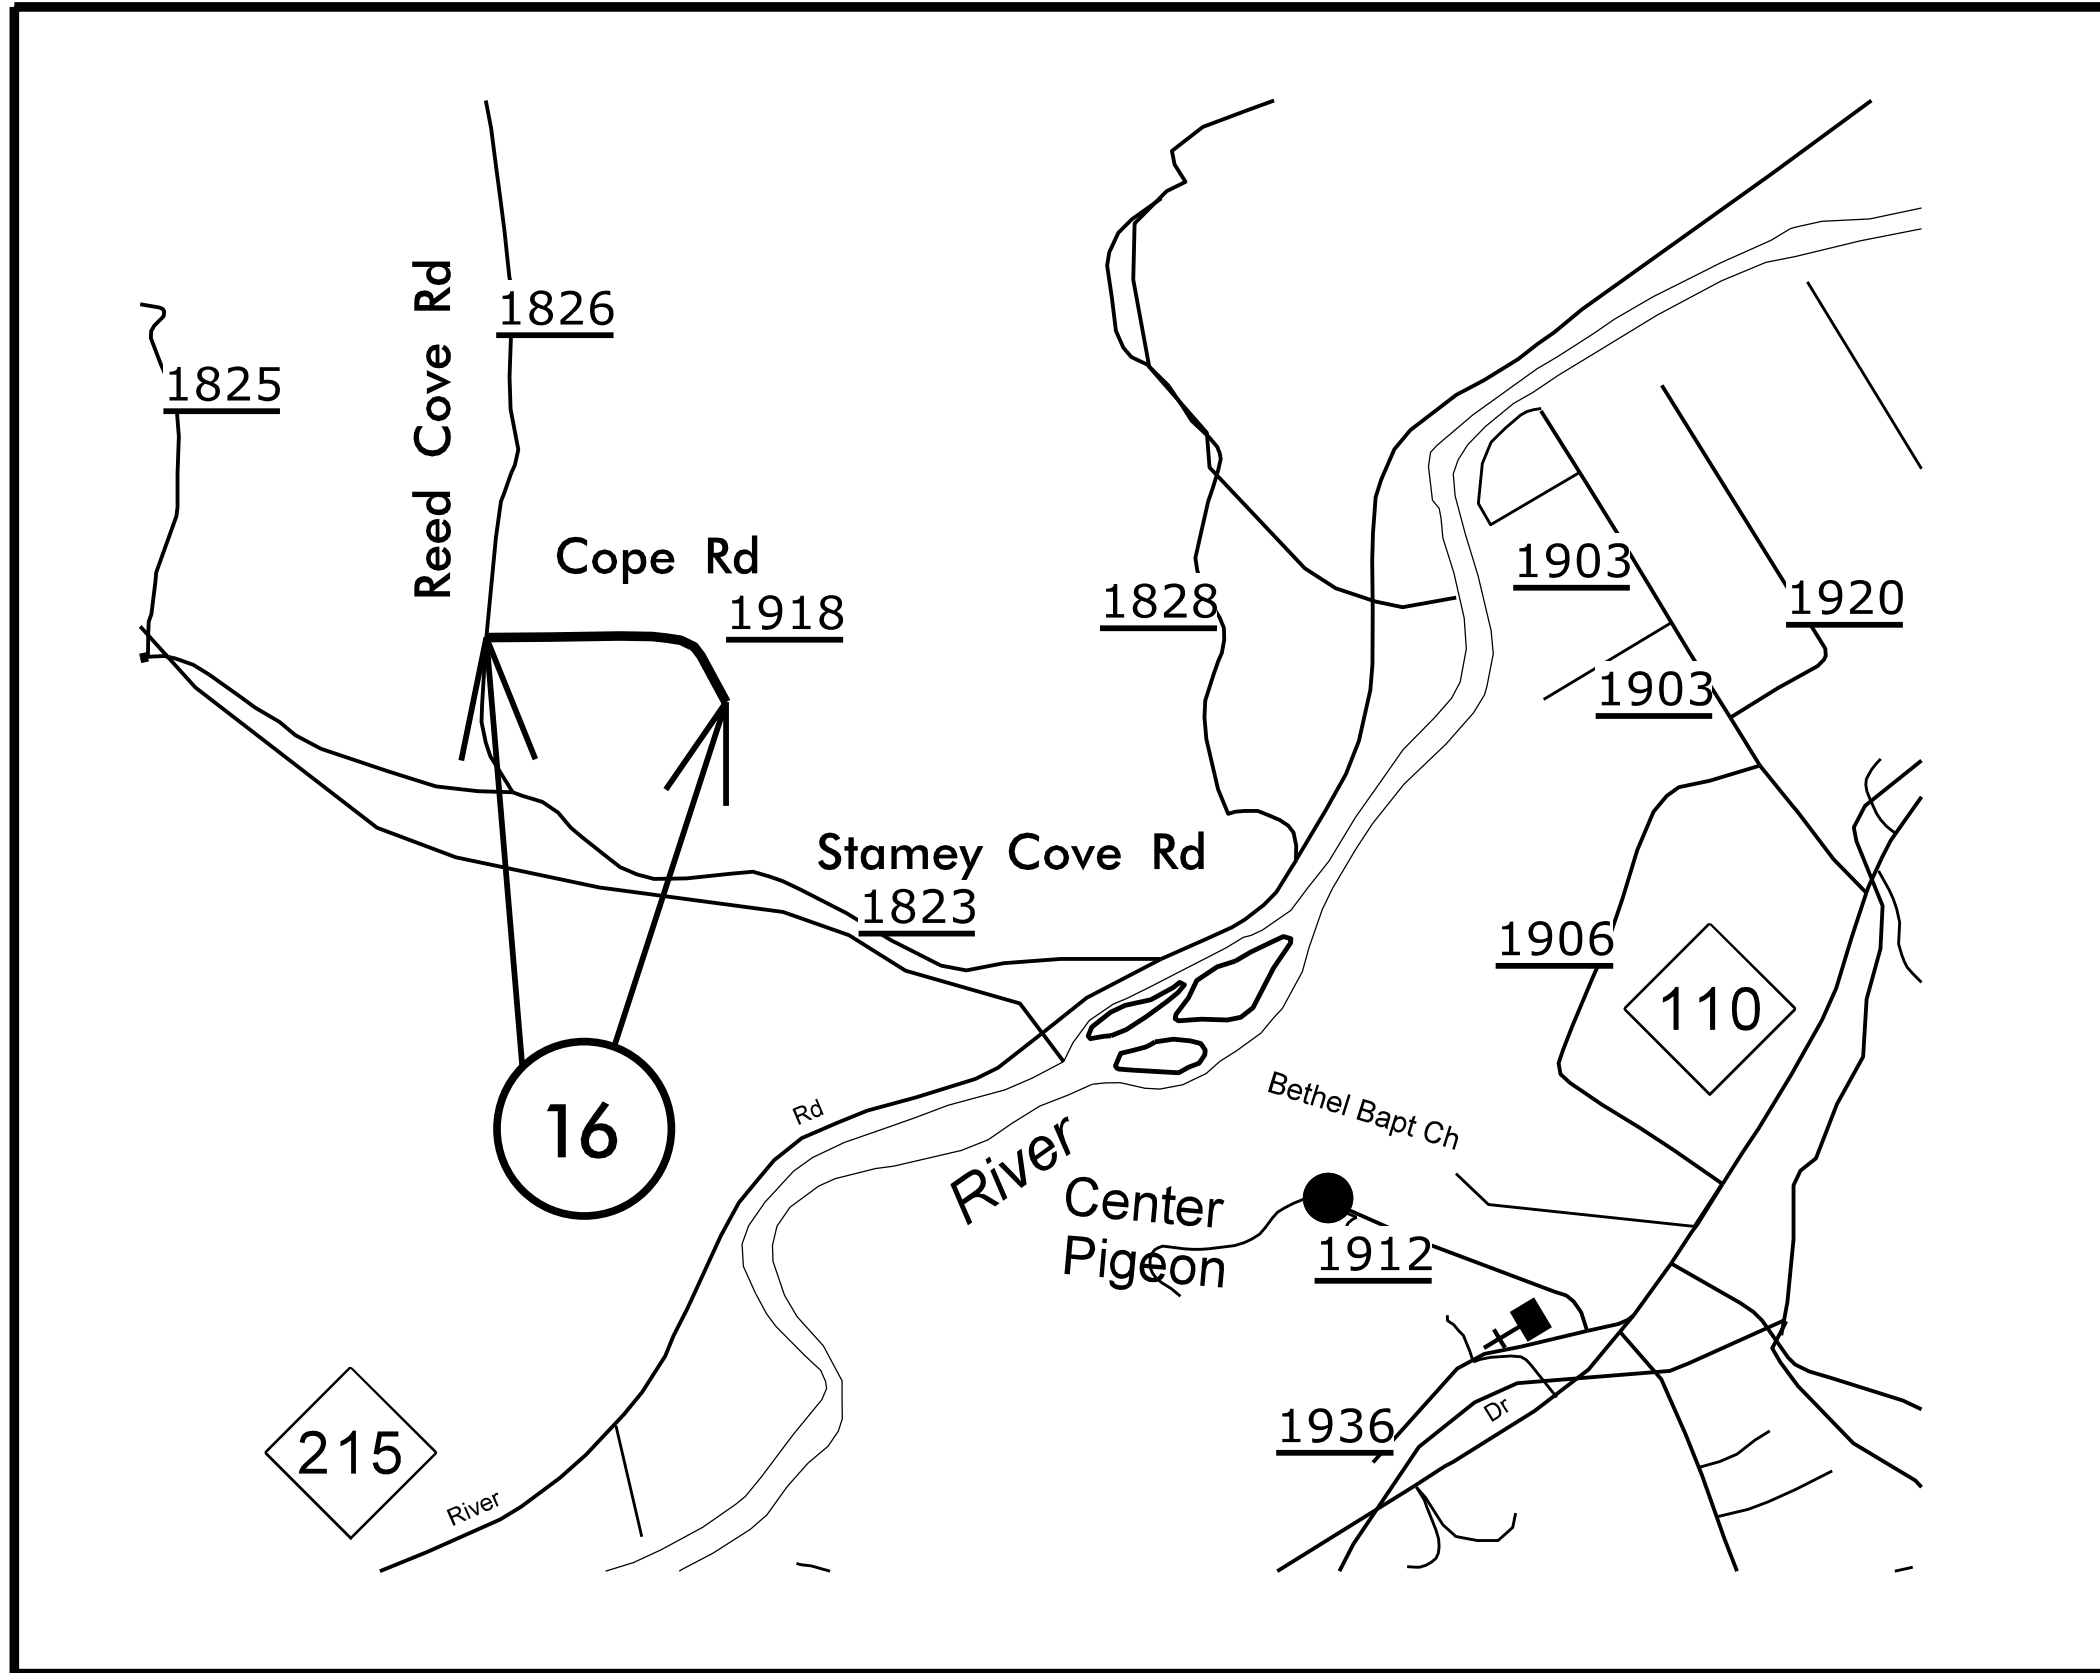 Reed Cove Rd
1826
1825
Cope Rd
1918
1828
1903
1920
1903
Stamey Cove Rd
1823
1906
110
16
Rd
Bethel Bapt Ch
River
Center
Pigeon
1912
1936
Dr
215
River